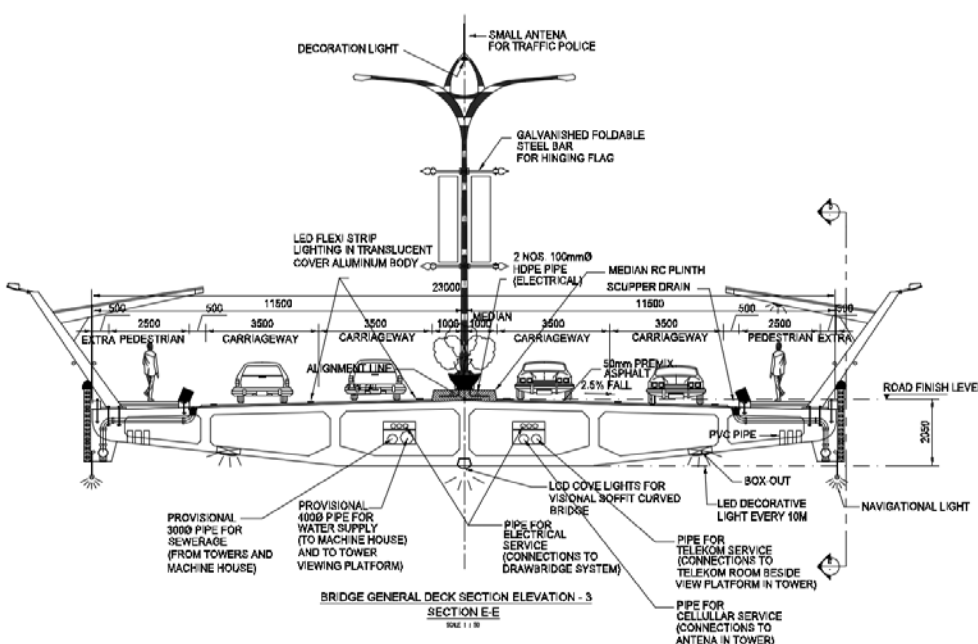 SMALL ANTENA
FOR TRAFFIC POLICE
DECORATION LIGHT
GALVANISHED FOLDABLE
STEEL BAR
FOR HINGING FLAG
LED FLEXI STRIP
LIGHTING IN TRANSLUCENT
COVER ALUMINUM BODY
2 NOS. 100mmØ
HDPE PIPE
(ELECTRICAL)
MEDIAN RC PLINTH
SCUPPER DRAIN
23000
11500
11500
500
500
500
500
MEDIAN
2500
3500
3500
1000
1000
3500
3500
2500
EXTRA
PEDESTRIAN
CARRIAGEWAY
CARRIAGEWAY
CARRIAGEWAY
CARRIAGEWAY
PEDESTRIAN
EXTRA
ALIGNMENT LINE
50mm PREMIX
ASPHALT
2.5% FALL
ROAD FINISH LEVE
2050
PVC PIPE
BOX-OUT
LCD COVE LIGHTS FOR
VISIONAL SOFFIT CURVED
BRIDGE
LED DECORATIVE
LIGHT EVERY 10M
NAVIGATIONAL LIGHT
PROVISIONAL
300Ø PIPE FOR
SEWERAGE
(FROM TOWERS AND
MACHINE HOUSE)
PROVISIONAL
400Ø PIPE FOR
WATER SUPPLY
(TO MACHINE HOUSE)
AND TO TOWER
VIEWING PLATFORM)
PIPE FOR
ELECTRICAL
SERVICE
(CONNECTIONS TO
DRAWBRIDGE SYSTEM)
PIPE FOR
TELEKOM SERVICE
(CONNECTIONS TO
TELEKOM ROOM BESIDE
VIEW PLATFORM IN TOWER)
PIPE FOR
CELLULLAR SERVICE
(CONNECTIONS TO
ANTENA IN TOWER)
BRIDGE GENERAL DECK SECTION ELEVATION - 3
SECTION E-E